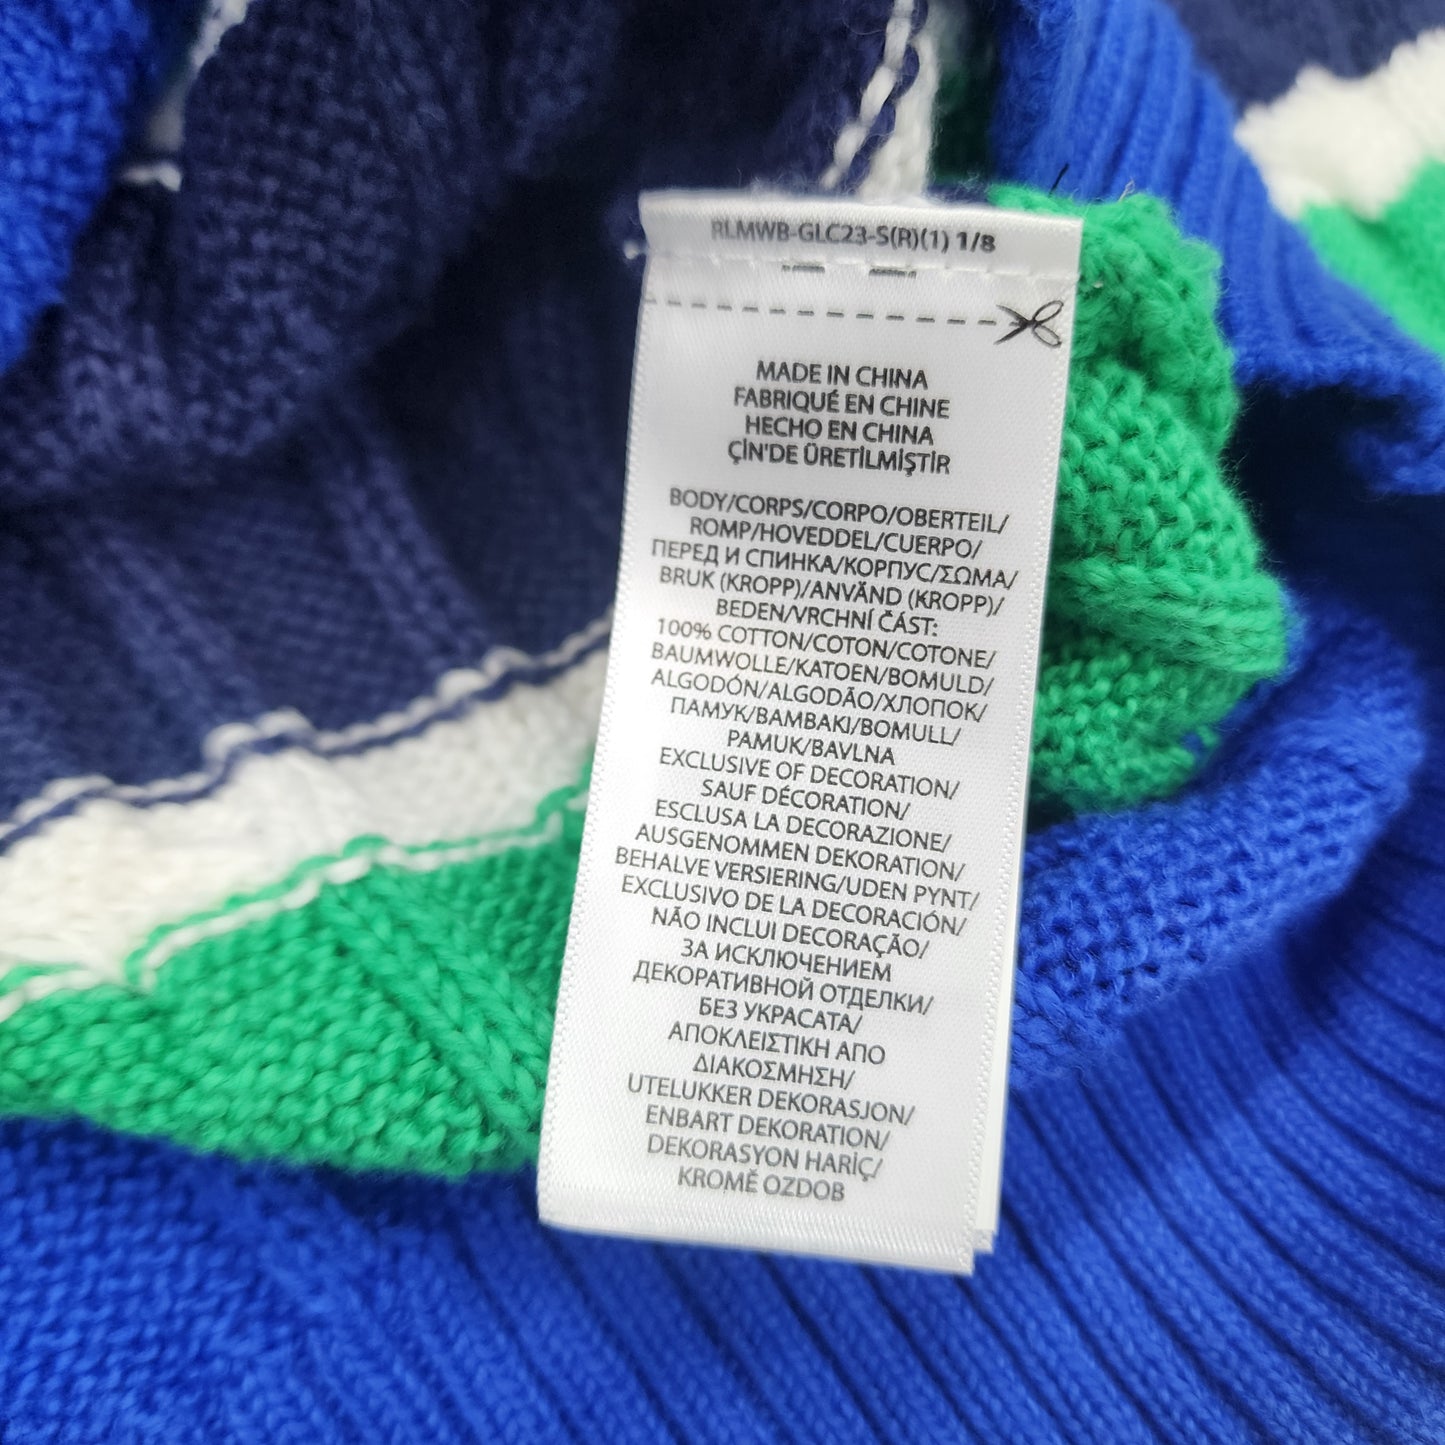 RLMWB-GLC23-S(R)(1) 1/8
MADE IN CHINA
FABRIQUÉ EN CHINE
HECHO EN CHINA
ÇİN'DE ÜRETİLMİŞTİR
BODY/CORPS/CORPO/OBERTEIL/
ROMP/HOVEDDEL/CUERPO/
ПЕРЕД И СПИНКА/КОРПУС/ΣΩΜΑ/
BRUK (KROPP)/ANVĂND (KROPP)/
BEDEN/VRCHNÍ ČÁST:
100% COTTON/COTON/COTONE/
BAUMWOLLE/KATOEN/BOMULD/
ALGODÓN/ALGODÃO/ХЛОПОК/
ПАМУК/BAMBAKI/BOMULL/
PAMUK/BAVLNA
EXCLUSIVE OF DECORATION/
SAUF DÉCORATION/
ESCLUSA LA DECORAZIONE/
AUSGENOMMEN DEKORATION/
BEHALVE VERSIERING/UDEN PYNT/
EXCLUSIVO DE LA DECORACIÓN/
NÃO INCLUI DECORAÇÃO/
ЗА ИСКЛЮЧЕНИЕМ
ДЕКОРАТИВНОЙ ОТДЕЛКИ/
БЕЗ УКРАСАТА/
ΑΠΟΚΛΕΙΣΤΙΚΗ ΑΠΟ
ΔΙΑΚΟΣΜΗΣΗ/
UTELUKKER DEKORASJON/
ENBART DEKORATION/
DEKORASYON HARİÇ/
KROMĚ OZDOB